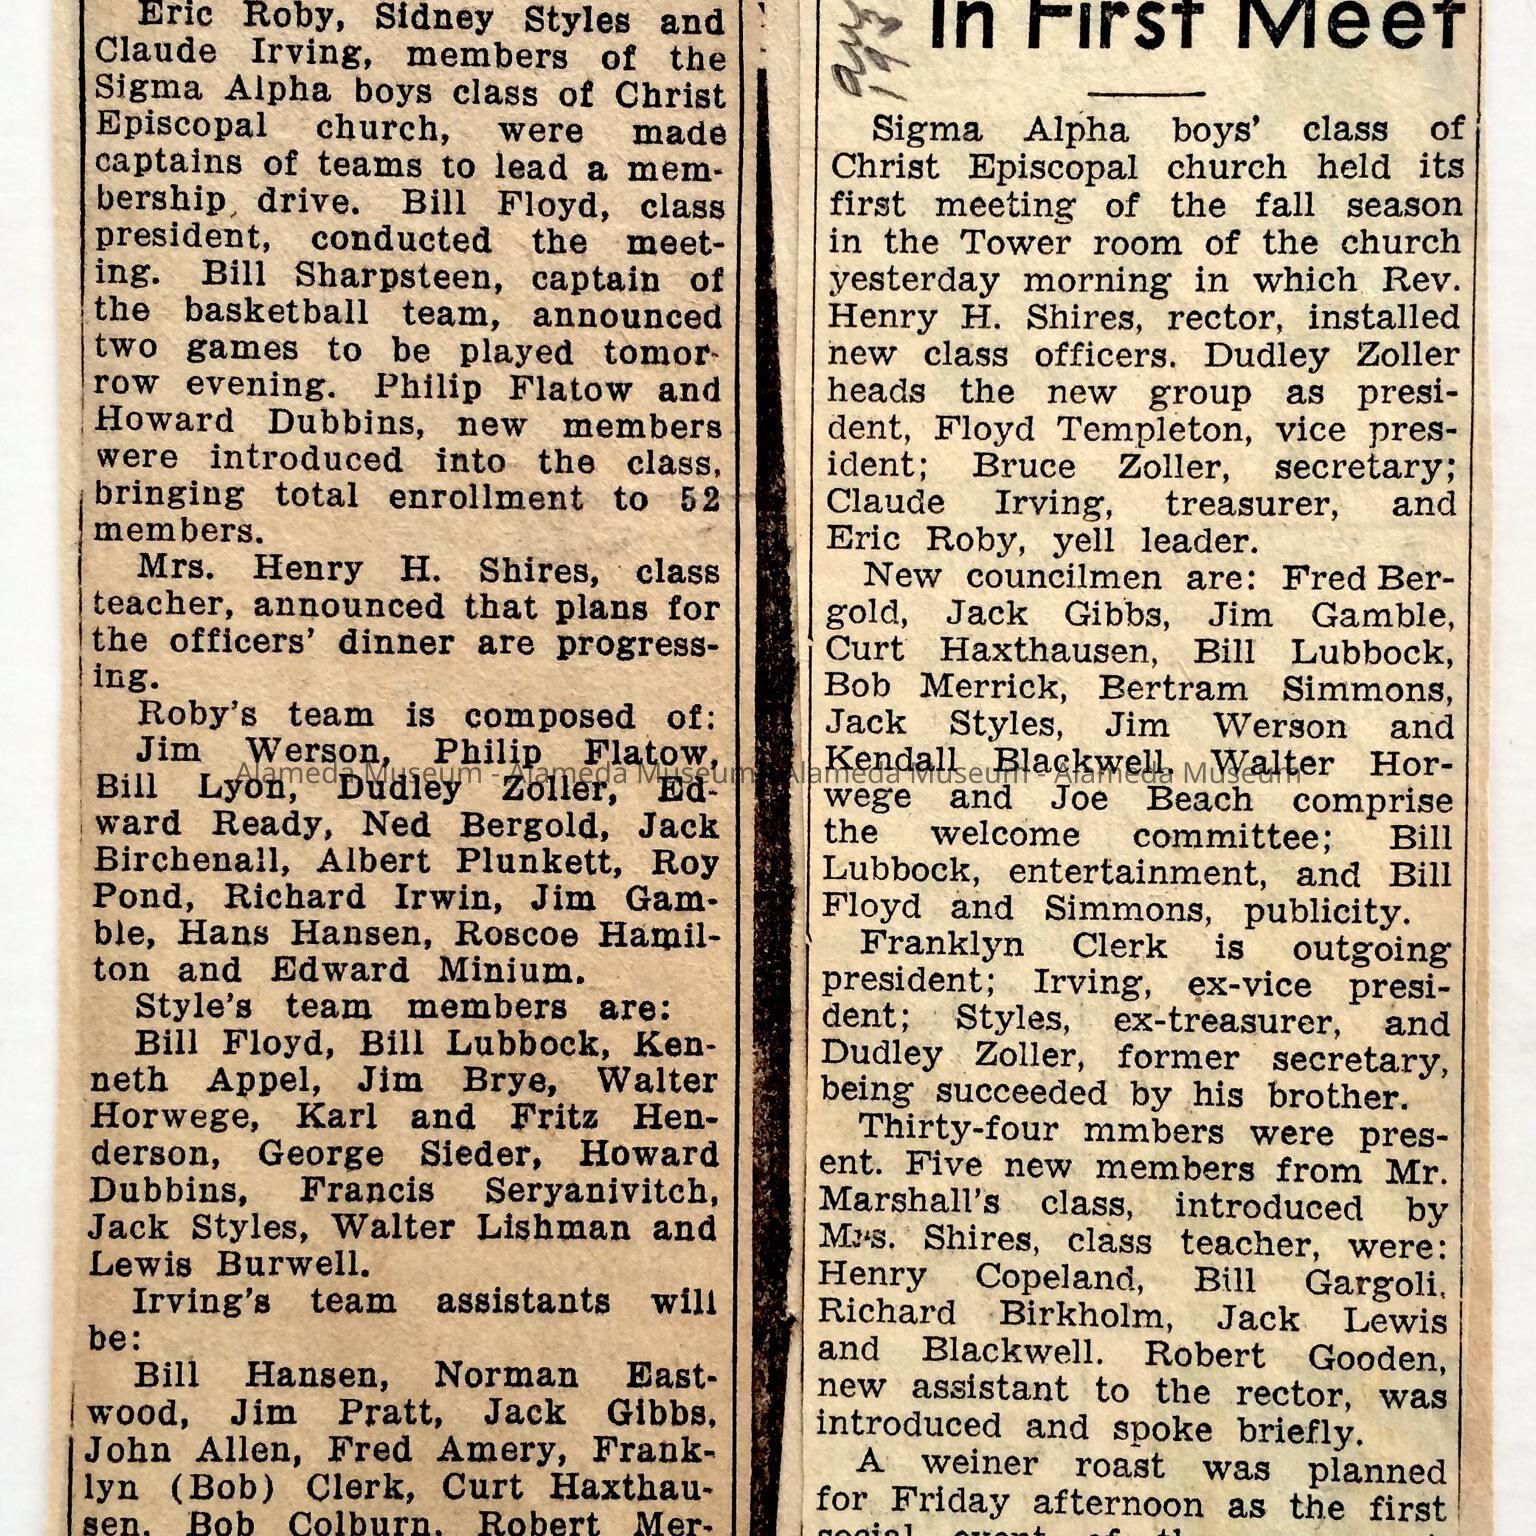 Eric Roby, Sidney Styles and
Claude Irving, members of the
Sigma Alpha boys class of Christ
Episcopal church, were made
captains of teams to lead a mem-
bership drive. Bill Floyd, class
president, conducted the meet-
ing. Bill Sharpsteen, captain of
the basketball team, announced
two games to be played tomor-
row evening. Philip Flatow and
Howard Dubbins, new members
were introduced into the class,
bringing total enrollment to 52
members.
Mrs. Henry H. Shires, class
teacher, announced that plans for
the officers' dinner are progress-
ing.
Roby's team is composed of:
Jim Werson, Philip Flatow,
Bill Lyon, Dudley Zoller, Ed-
ward Ready, Ned Bergold, Jack
Birchenall, Albert Plunkett, Roy
Pond, Richard Irwin, Jim Gam-
ble, Hans Hansen, Roscoe Hamil-
ton and Edward Minium.
Style's team members are:
Bill Floyd, Bill Lubbock, Ken-
neth Appel, Jim Brye, Walter
Horwege, Karl and Fritz Hen-
derson, George Sieder, Howard
Dubbins, Francis Seryanivitch,
Jack Styles, Walter Lishman and
Lewis Burwell.
Irving's team assistants will
be:
Bill Hansen, Norman East-
wood, Jim Pratt, Jack Gibbs,
John Allen, Fred Amery, Frank-
lyn (Bob) Clerk, Curt Haxthau-
sen, Bob Colburn, Robert Mer-
In First Meet
Sigma Alpha boys' class of
Christ Episcopal church held its
first meeting of the fall season
in the Tower room of the church
yesterday morning in which Rev.
Henry H. Shires, rector, installed
new class officers. Dudley Zoller
heads the new group as presi-
dent, Floyd Templeton, vice pres-
ident; Bruce Zoller, secretary;
Claude Irving, treasurer, and
Eric Roby, yell leader.
New councilmen are: Fred Ber-
gold, Jack Gibbs, Jim Gamble,
Curt Haxthausen, Bill Lubbock,
Bob Merrick, Bertram Simmons,
Jack Styles, Jim Werson and
Kendall Blackwell. Walter Hor-
wege and Joe Beach comprise
the welcome committee; Bill
Lubbock, entertainment, and Bill
Floyd and Simmons, publicity.
Franklyn Clerk is outgoing
president; Irving, ex-vice presi-
dent; Styles, ex-treasurer, and
Dudley Zoller, former secretary,
being succeeded by his brother.
Thirty-four mmbers were pres-
ent. Five new members from Mr.
Marshall's class, introduced by
Mrs. Shires, class teacher, were:
Henry Copeland, Bill Gargoli,
Richard Birkholm, Jack Lewis
and Blackwell. Robert Gooden,
new assistant to the rector, was
introduced and spoke briefly.
A weiner roast was planned
for Friday afternoon as the first
social event of
Alameda Museum - Alameda Museum - Alameda Museum - Alameda Museum